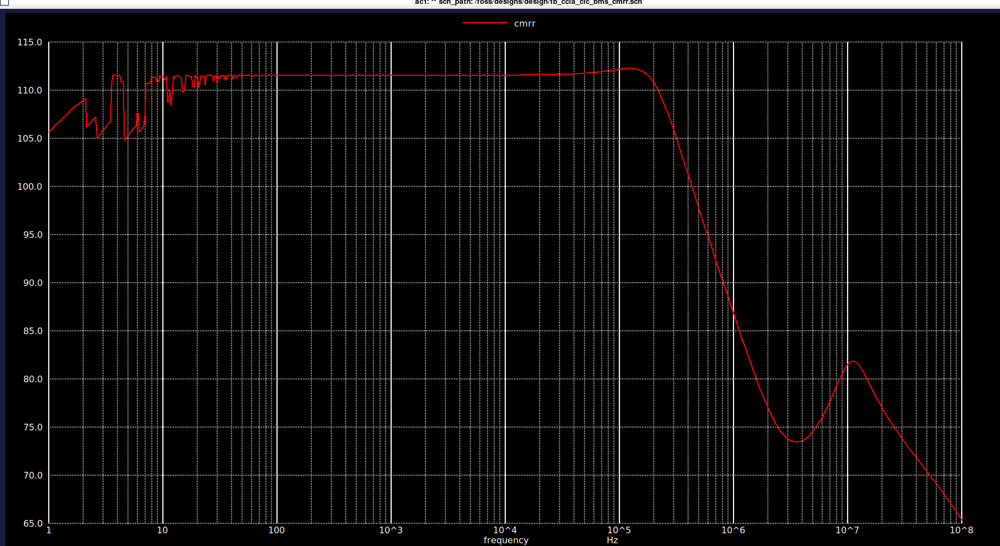 ac1: ** sch_path: /foss/designs/design/tb_ccia_cic_bms_cmrr.sch
cmrr
115.0
110.0
105.0
100.0
95.0
90.0
85.0
80.0
75.0
70.0
65.0
1 10 100 10^3 10^4 10^5 10^6 10^7 10^8
frequency Hz